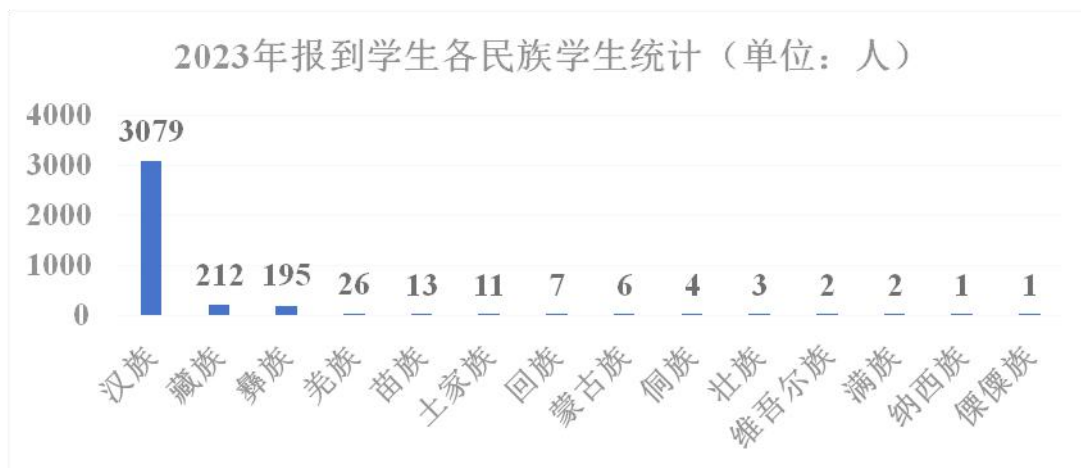 2023年报到学生各民族学生统计（单位：人）
4000
3000
2000
1000
0
3079
212
195
26
13
11
7
6
4
3
2
2
1
1
汉族
藏族
彝族
羌族
苗族
土家族
回族
蒙古族
侗族
壮族
维吾尔族
满族
纳西族
傈僳族